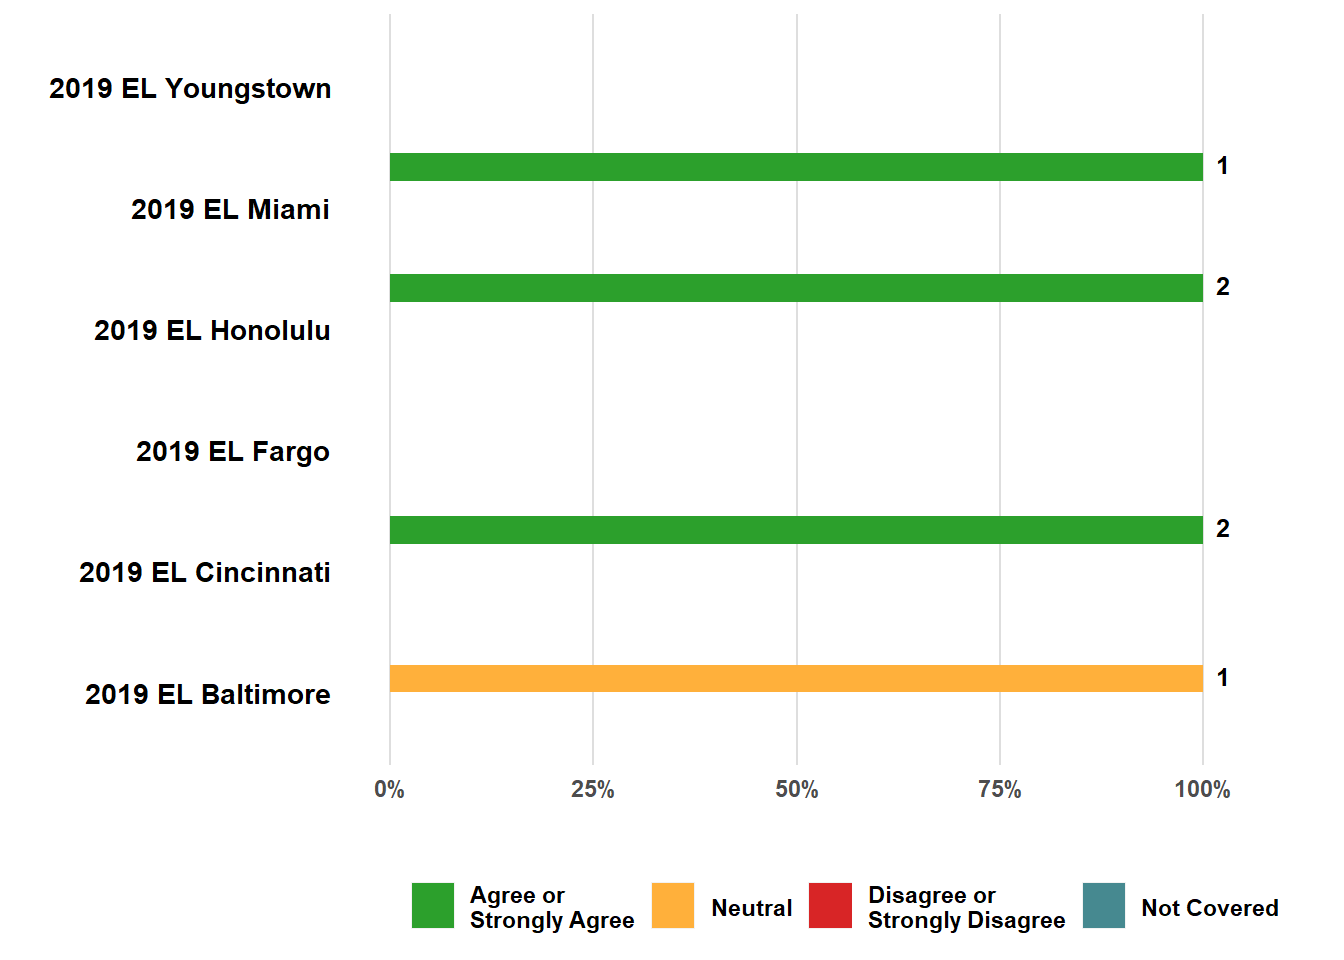 2019 EL Youngstown
1
2019 EL Miami
2
2019 EL Honolulu
2019 EL Fargo
2
2019 EL Cincinnati
1
2019 EL Baltimore
0% 25% 50% 75% 100%
Agree or
Strongly Agree
Neutral
Disagree or
Strongly Disagree
Not Covered